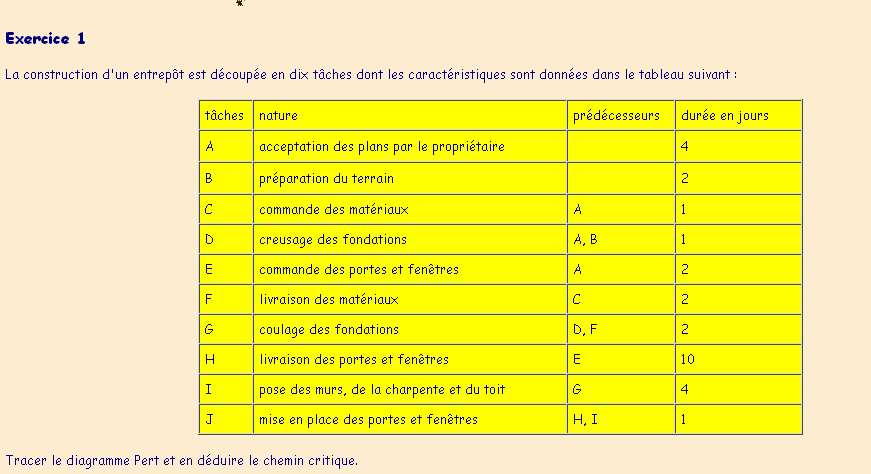 Exercice 1
La construction d'un entrepôt est découpée en dix tâches dont les caractéristiques sont données dans le tableau suivant :
tâches nature prédécesseurs durée en jours
A acceptation des plans par le propriétaire 4
B préparation du terrain 2
C commande des matériaux A 1
D creusage des fondations A, B 1
E commande des portes et fenêtres A 2
F livraison des matériaux C 2
G coulage des fondations D, F 2
H livraison des portes et fenêtres E 10
I pose des murs, de la charpente et du toit G 4
J mise en place des portes et fenêtres H, I 1
Tracer le diagramme Pert et en déduire le chemin critique.